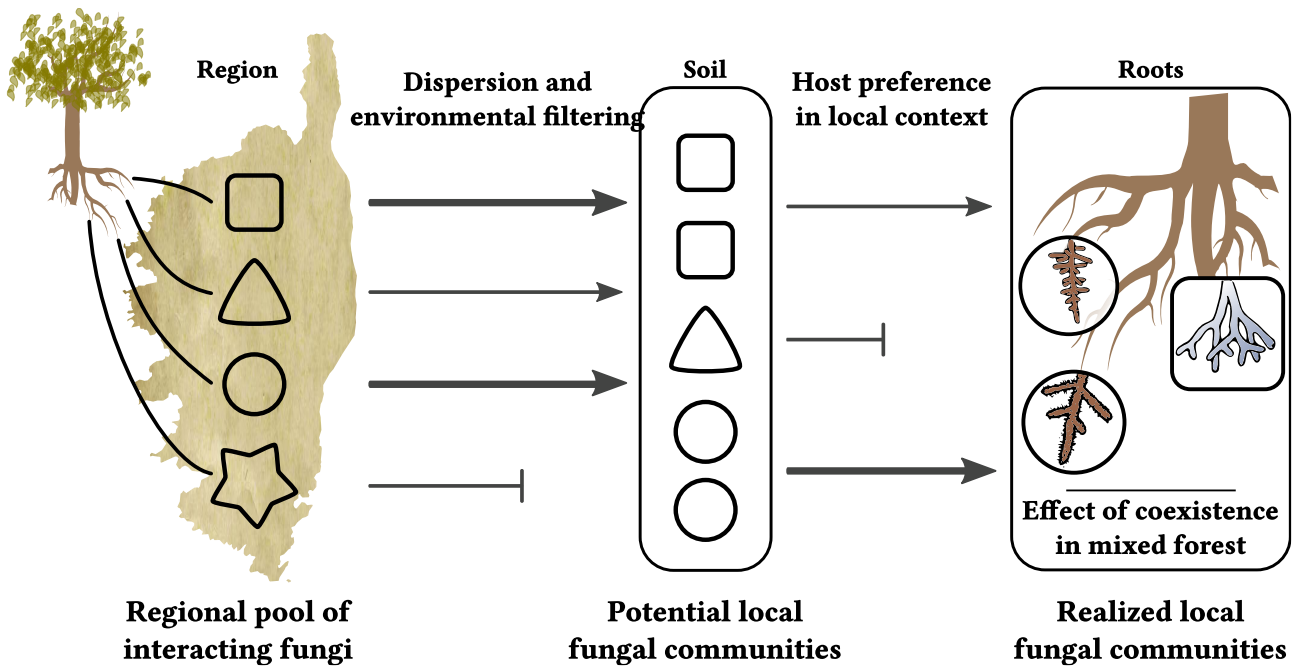 Region
Dispersion and
environmental filtering
Soil
Host preference
in local context
Roots
Effect of coexistence
in mixed forest
Regional pool of
interacting fungi
Potential local
fungal communities
Realized local
fungal communities